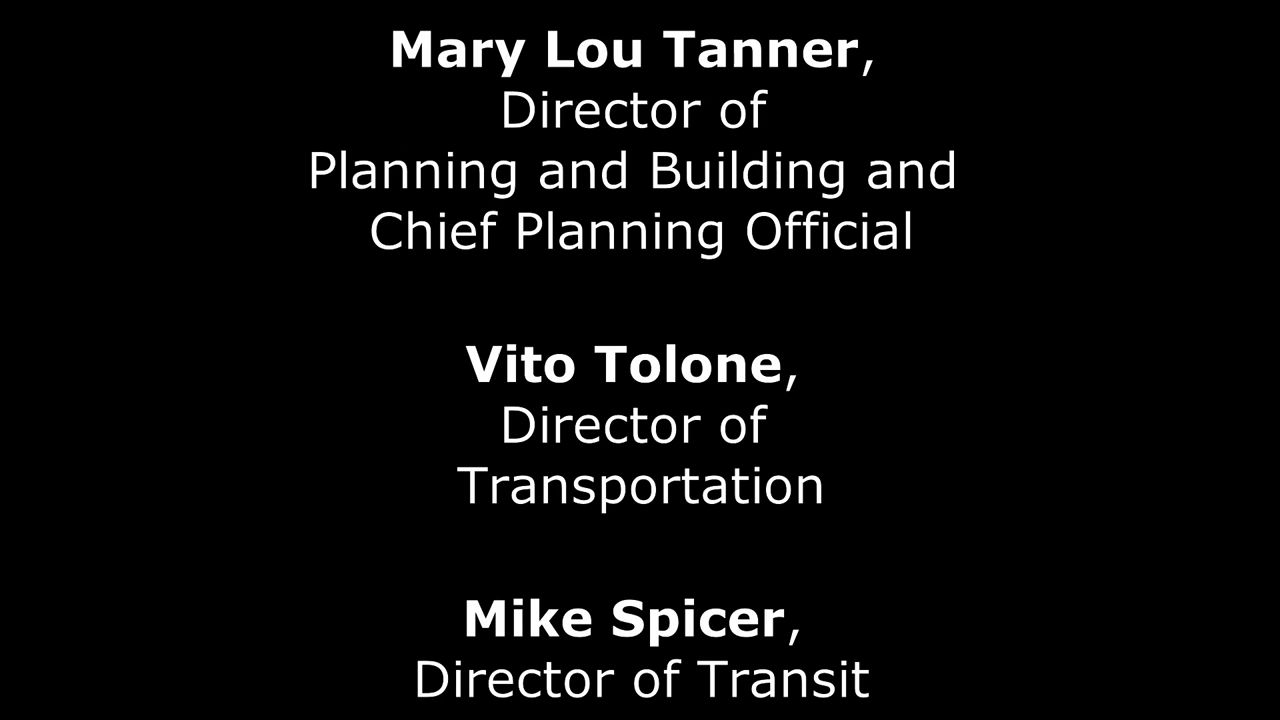 Mary Lou Tanner,
Director of
Planning and Building and
Chief Planning Official
Vito Tolone,
Director of
Transportation
Mike Spicer,
Director of Transit